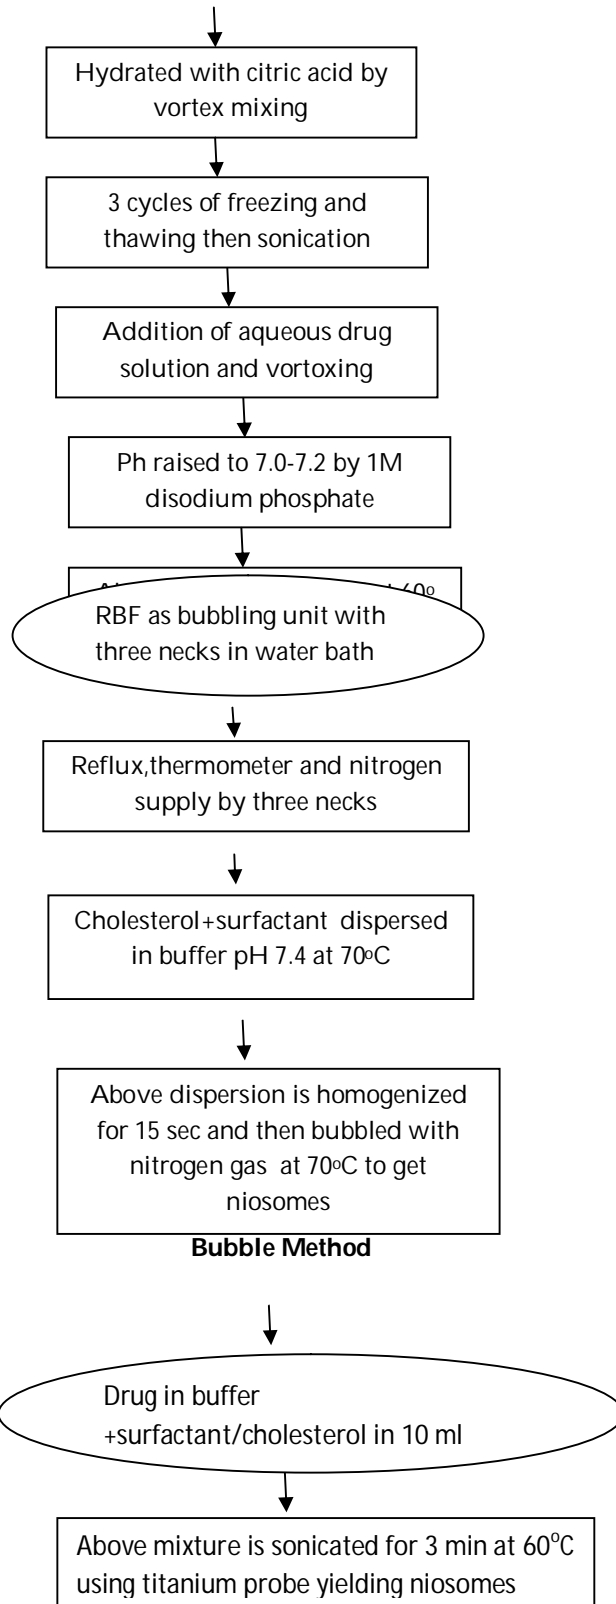 Hydrated with citric acid by
vortex mixing
3 cycles of freezing and
thawing then sonication
Addition of aqueous drug
solution and vortoxing
Ph raised to 7.0-7.2 by 1M
disodium phosphate
60º
RBF as bubbling unit with
three necks in water bath
Reflux,thermometer and nitrogen
supply by three necks
Cholesterol+surfactant dispersed
in buffer pH 7.4 at 70ºC
Above dispersion is homogenized
for 15 sec and then bubbled with
nitrogen gas at 70ºC to get
niosomes
Bubble Method
Drug in buffer
+surfactant/cholesterol in 10 ml
Above mixture is sonicated for 3 min at 60⁰C
using titanium probe yielding niosomes